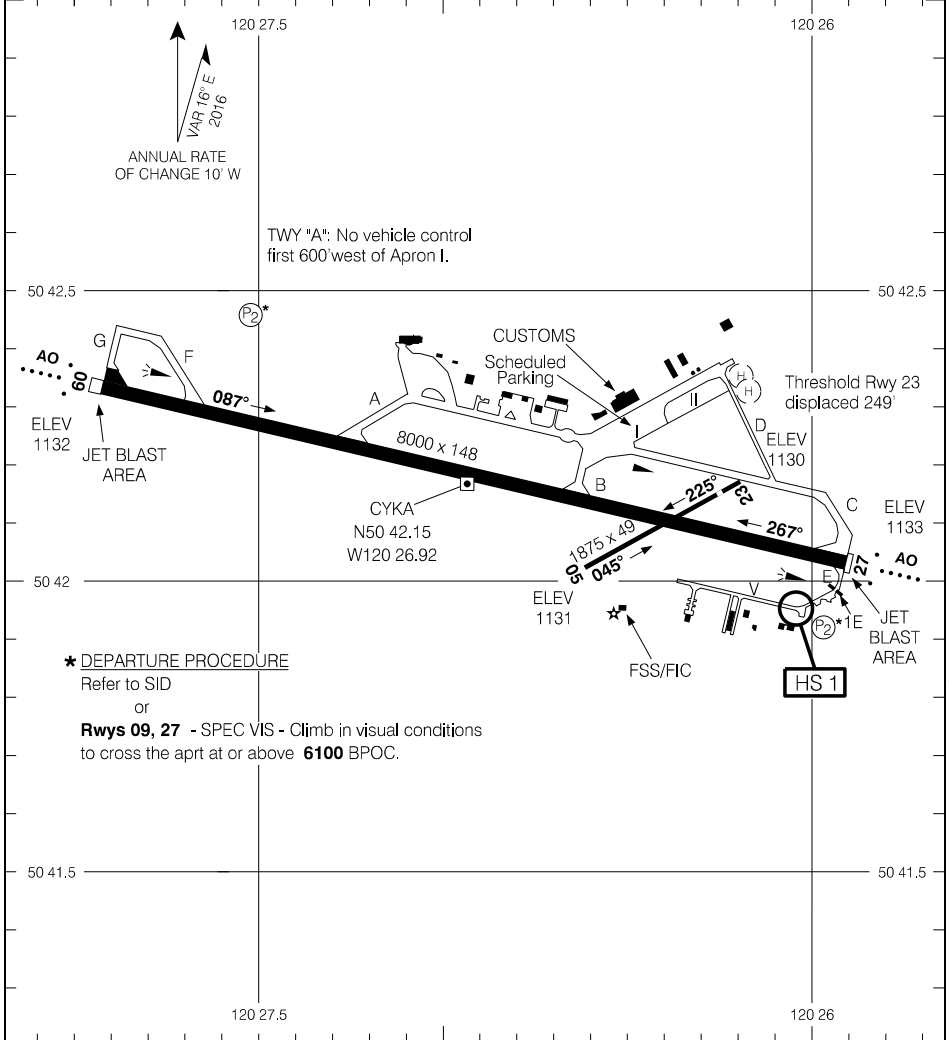 120 27.5
120 26
VAR 16° E
2016
ANNUAL RATE
OF CHANGE 10' W
TWY "A": No vehicle control
first 600'west of Apron I.
50 42.5
50 42.5
P2*
CUSTOMS
Scheduled
Parking
G
F
AO
09
087°
ELEV
1132
JET BLAST
AREA
A
8000 x 148
H
H
Threshold Rwy 23
displaced 249'
II
I
D
ELEV
1130
B
225°
23
C
ELEV
1133
CYKA
N50 42.15
W120 26.92
1875 x 49
267°
27
AO
05
045°
50 42
50 42
ELEV
1131
V
E
1E
P2*
JET
BLAST
AREA
FSS/FIC
HS 1
* DEPARTURE PROCEDURE
Refer to SID
or
Rwys 09, 27 - SPEC VIS - Climb in visual conditions
to cross the aprt at or above 6100 BPOC.
50 41.5
50 41.5
120 27.5
120 26